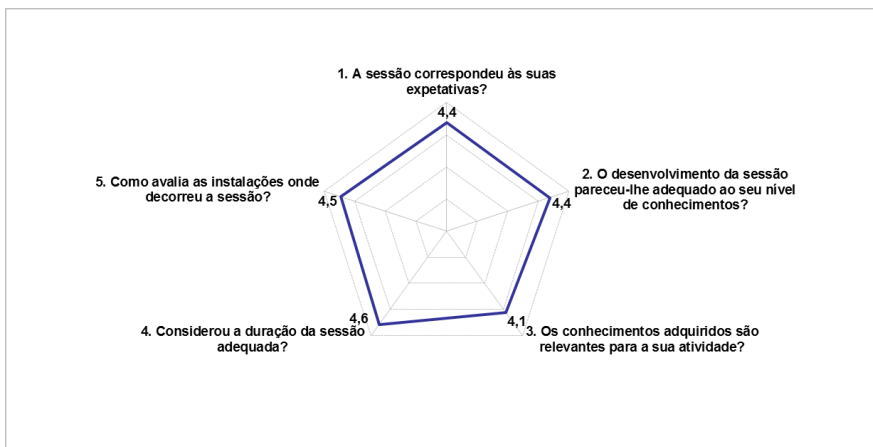 1. A sessão correspondeu às suas
expetativas?
4,4
2. O desenvolvimento da sessão
pareceu-lhe adequado ao seu nível
de conhecimentos?
4,4
3. Os conhecimentos adquiridos são
relevantes para a sua atividade?
4,1
4. Considerou a duração da sessão
adequada?
4,6
5. Como avalia as instalações onde
decorreu a sessão?
4,5